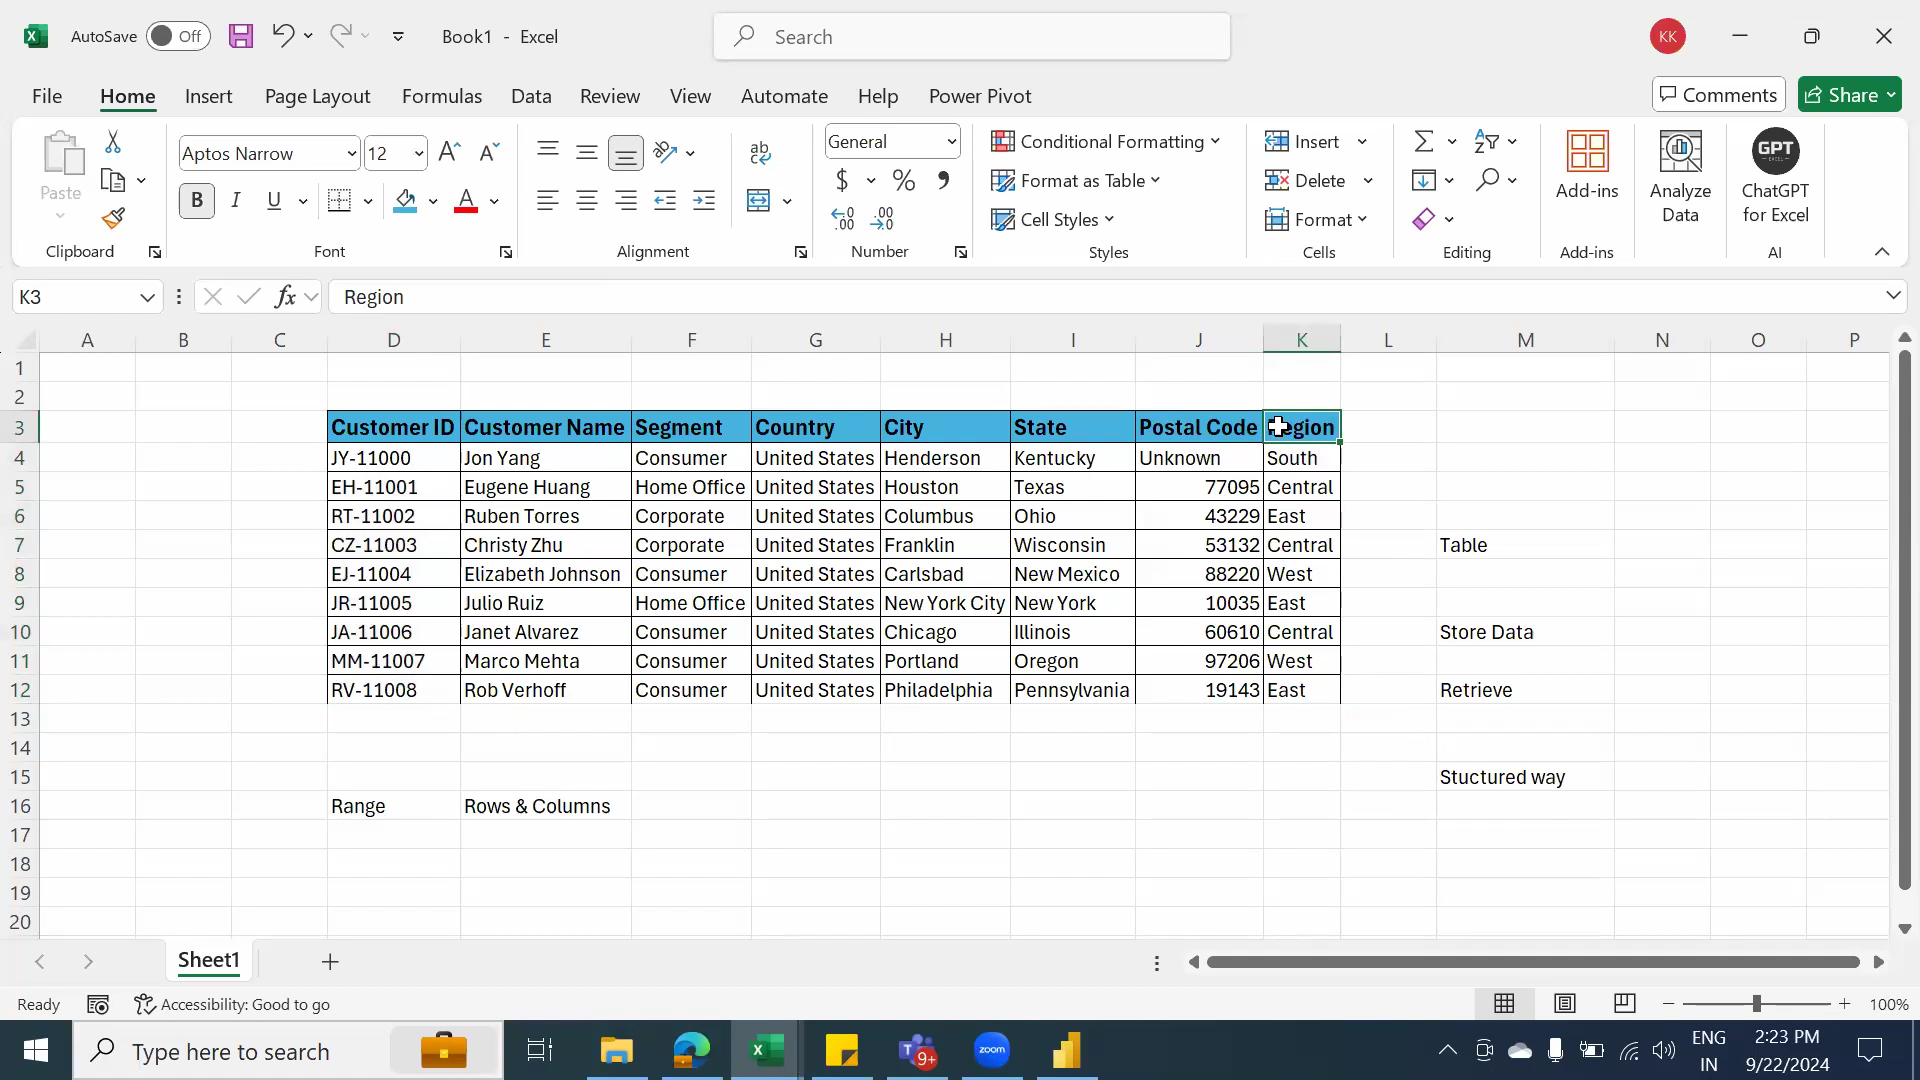 AutoSave Off Book1 - Excel Search KK
File Home Insert Page Layout Formulas Data Review View Automate Help Power Pivot Comments Share
Paste Aptos Narrow 12 General Conditional Formatting Insert GPT EXCEL
B I U A $ % Format as Table Delete Add-ins Analyze Data ChatGPT for Excel
Cell Styles Format
Clipboard Font Alignment Number Styles Cells Editing Add-ins AI
K3 fx Region
A B C D E F G H I J K L M N O P
1
2
3 Customer ID Customer Name Segment Country City State Postal Code Region
4 JY-11000 Jon Yang Consumer United States Henderson Kentucky Unknown South
5 EH-11001 Eugene Huang Home Office United States Houston Texas 77095 Central
6 RT-11002 Ruben Torres Corporate United States Columbus Ohio 43229 East
7 CZ-11003 Christy Zhu Corporate United States Franklin Wisconsin 53132 Central Table
8 EJ-11004 Elizabeth Johnson Consumer United States Carlsbad New Mexico 88220 West
9 JR-11005 Julio Ruiz Home Office United States New York City New York 10035 East
10 JA-11006 Janet Alvarez Consumer United States Chicago Illinois 60610 Central Store Data
11 MM-11007 Marco Mehta Consumer United States Portland Oregon 97206 West
12 RV-11008 Rob Verhoff Consumer United States Philadelphia Pennsylvania 19143 East Retrieve
13
14
15 Stuctured way
16 Range Rows & Columns
17
18
19
20
Sheet1
Ready Accessibility: Good to go 100%
Type here to search 9+ zoom ENG IN 2:23 PM 9/22/2024